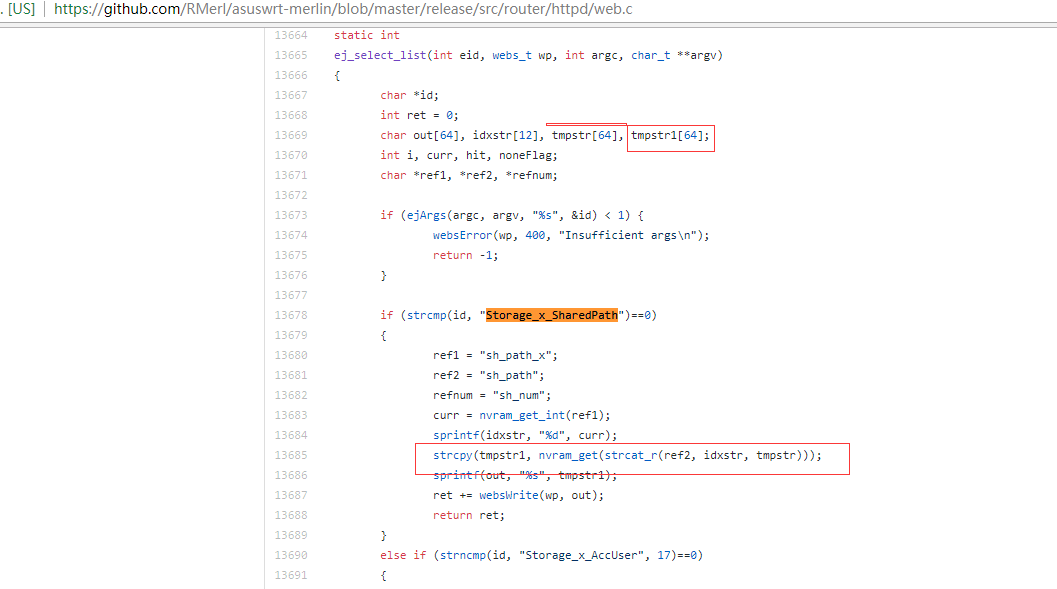 . [US] | https://github.com/RMerl/asuswrt-merlin/blob/master/release/src/router/httpd/web.c
13664 static int
13665 ej_select_list(int eid, webs_t wp, int argc, char_t **argv)
13666 {
13667 char *id;
13668 int ret = 0;
13669 char out[64], idxstr[12], tmpstr[64], tmpstr1[64];
13670 int i, curr, hit, noneFlag;
13671 char *ref1, *ref2, *refnum;
13672
13673 if (ejArgs(argc, argv, "%s", &id) < 1) {
13674 websError(wp, 400, "Insufficient args\n");
13675 return -1;
13676 }
13677
13678 if (strcmp(id, "Storage_x_SharedPath")==0)
13679 {
13680 ref1 = "sh_path_x";
13681 ref2 = "sh_path";
13682 refnum = "sh_num";
13683 curr = nvram_get_int(ref1);
13684 sprintf(idxstr, "%d", curr);
13685 strcpy(tmpstr1, nvram_get(strcat_r(ref2, idxstr, tmpstr)));
13686 sprintf(out, "%s", tmpstr1);
13687 ret += websWrite(wp, out);
13688 return ret;
13689 }
13690 else if (strncmp(id, "Storage_x_AccUser", 17)==0)
13691 {